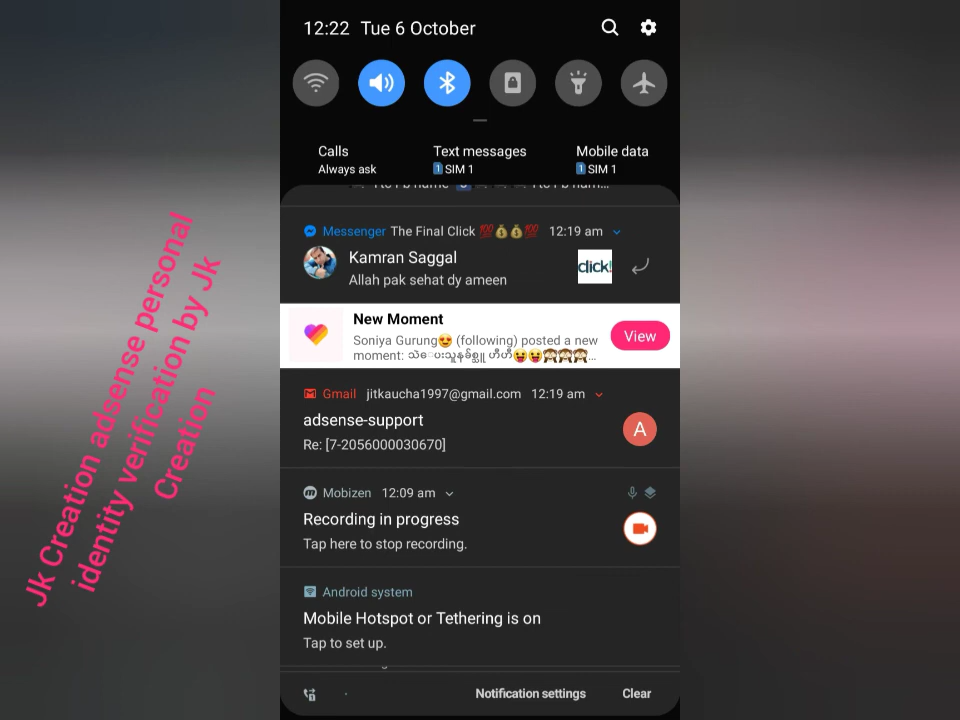 12:22 Tue 6 October
Calls
Always ask
Text messages
1 SIM 1
Mobile data
1 SIM 1
Messenger The Final Click 💯💰💰💯 12:19 am
Kamran Saggal
Allah pak sehat dy ameen
click!
New Moment
Soniya Gurung😍 (following) posted a new
moment: 😝😝🙈🙈🙈...
View
Gmail jitkaucha1997@gmail.com 12:19 am
adsense-support
Re: [7-2056000030670]
A
Mobizen 12:09 am
Recording in progress
Tap here to stop recording.
Android system
Mobile Hotspot or Tethering is on
Tap to set up.
Notification settings Clear
Jk Creation adsense personal
identity verification by Jk
Creation